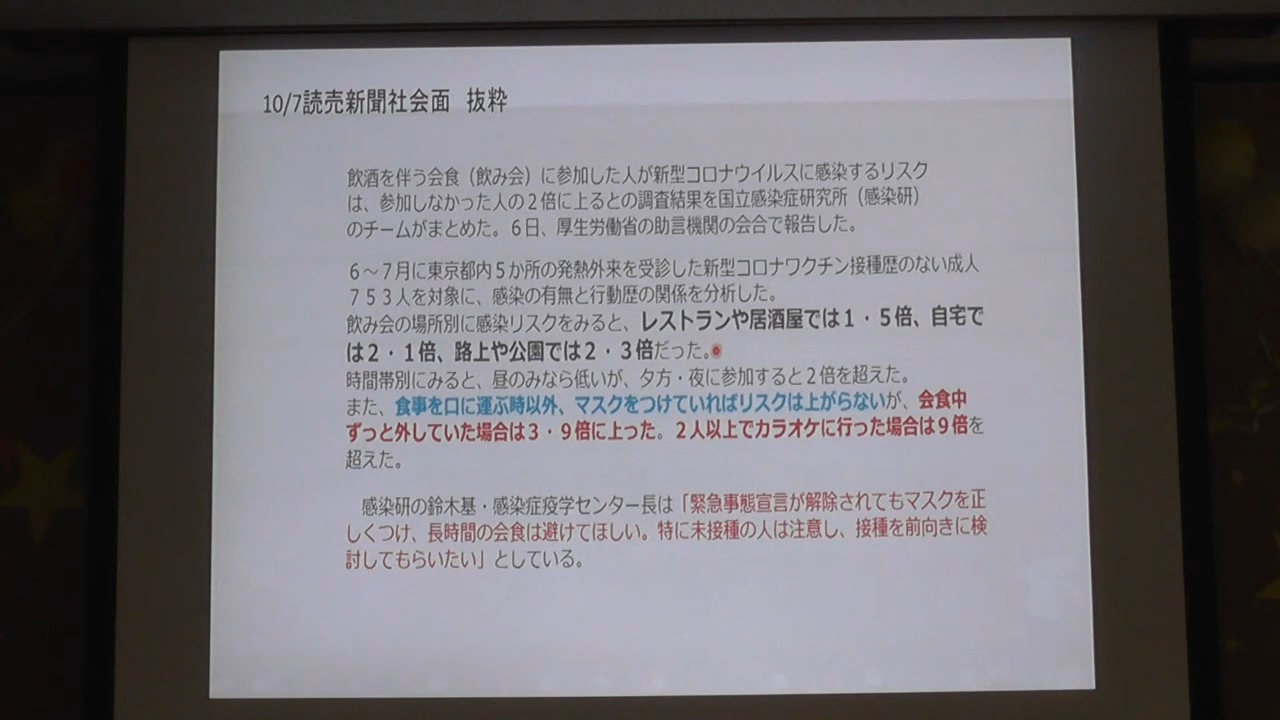 10/7読売新聞社会面　抜粋
飲酒を伴う会食（飲み会）に参加した人が新型コロナウイルスに感染するリスク
は、参加しなかった人の２倍に上るとの調査結果を国立感染症研究所（感染研）
のチームがまとめた。６日、厚生労働省の助言機関の会合で報告した。
６～７月に東京都内５か所の発熱外来を受診した新型コロナワクチン接種歴のない成人
７５３人を対象に、感染の有無と行動歴の関係を分析した。
飲み会の場所別に感染リスクをみると、レストランや居酒屋では１・５倍、自宅で
は２・１倍、路上や公園では２・３倍だった。
時間帯別にみると、昼のみなら低いが、夕方・夜に参加すると２倍を超えた。
また、食事を口に運ぶ時以外、マスクをつけていればリスクは上がらないが、会食中
ずっと外していた場合は３・９倍に上った。２人以上でカラオケに行った場合は９倍を
超えた。
感染研の鈴木基・感染症疫学センター長は「緊急事態宣言が解除されてもマスクを正
しくつけ、長時間の会食は避けてほしい。特に未接種の人は注意し、接種を前向きに検
討してもらいたい」としている。